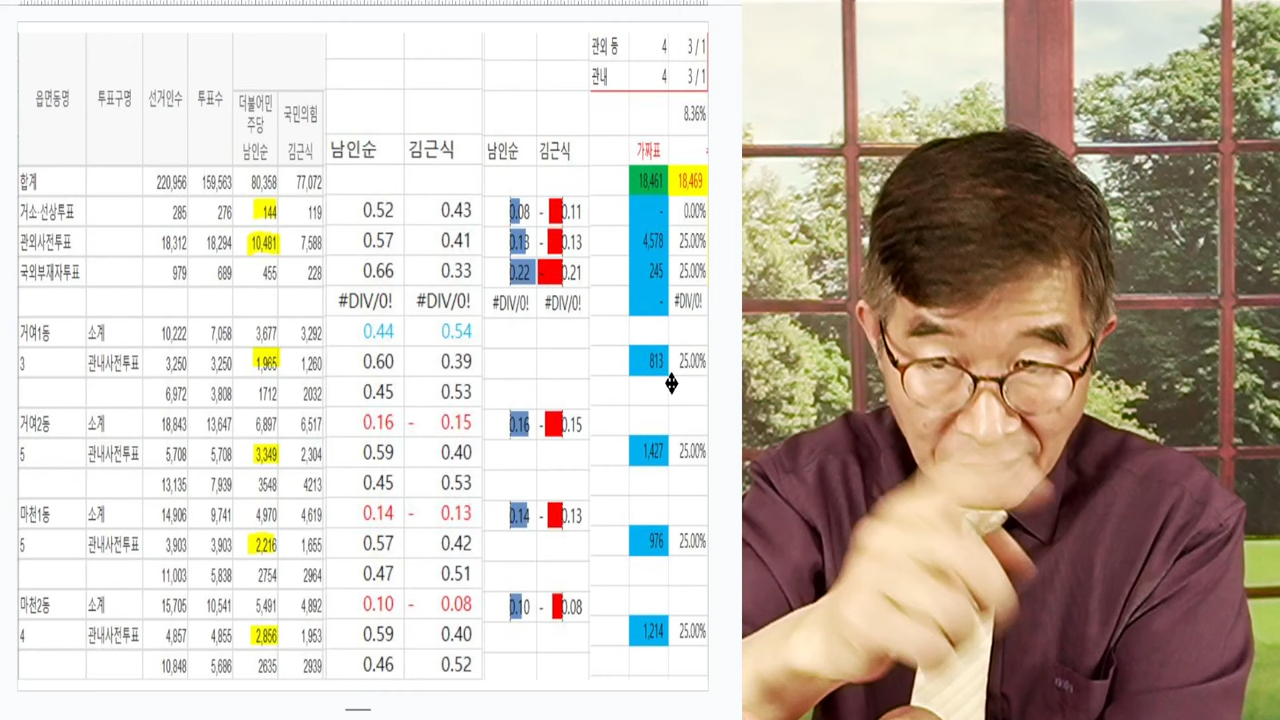 관외 등 4 3 / 1
관내 4 3 / 1
8.36%
읍면동명 투표구명 선거인수 투표수 더불어민주당 남인순 국민의힘 김근식 남인순 김근식 남인순 김근식 가짜표
합계 220,956 159,563 80,358 77,072 18,461 18,469
거소·선상투표 285 276 144 119 0.52 0.43 0.08 - 0.11 - 0.00%
관외사전투표 18,312 18,294 10,481 7,588 0.57 0.41 0.13 - 0.13 4,578 25.00%
국외부재자투표 979 689 455 228 0.66 0.33 0.22 - 0.21 245 25.00%
#DIV/0! #DIV/0! #DIV/0! #DIV/0! - #DIV/0!
거여1동 소계 10,222 7,058 3,677 3,292 0.44 0.54
3 관내사전투표 3,250 3,250 1,965 1,260 0.60 0.39 813 25.00%
6,972 3,808 1712 2032 0.45 0.53
거여2동 소계 18,843 13,647 6,897 6,517 0.16 - 0.15 0.16 - 0.15
5 관내사전투표 5,708 5,708 3,349 2,304 0.59 0.40 1,427 25.00%
13,135 7,939 3548 4213 0.45 0.53
마천1동 소계 14,906 9,741 4,970 4,619 0.14 - 0.13 0.14 - 0.13
5 관내사전투표 3,903 3,903 2,216 1,655 0.57 0.42 976 25.00%
11,003 5,838 2754 2964 0.47 0.51
마천2동 소계 15,705 10,541 5,491 4,892 0.10 - 0.08 0.10 - 0.08
4 관내사전투표 4,857 4,855 2,856 1,953 0.59 0.40 1,214 25.00%
10,848 5,686 2635 2939 0.46 0.52